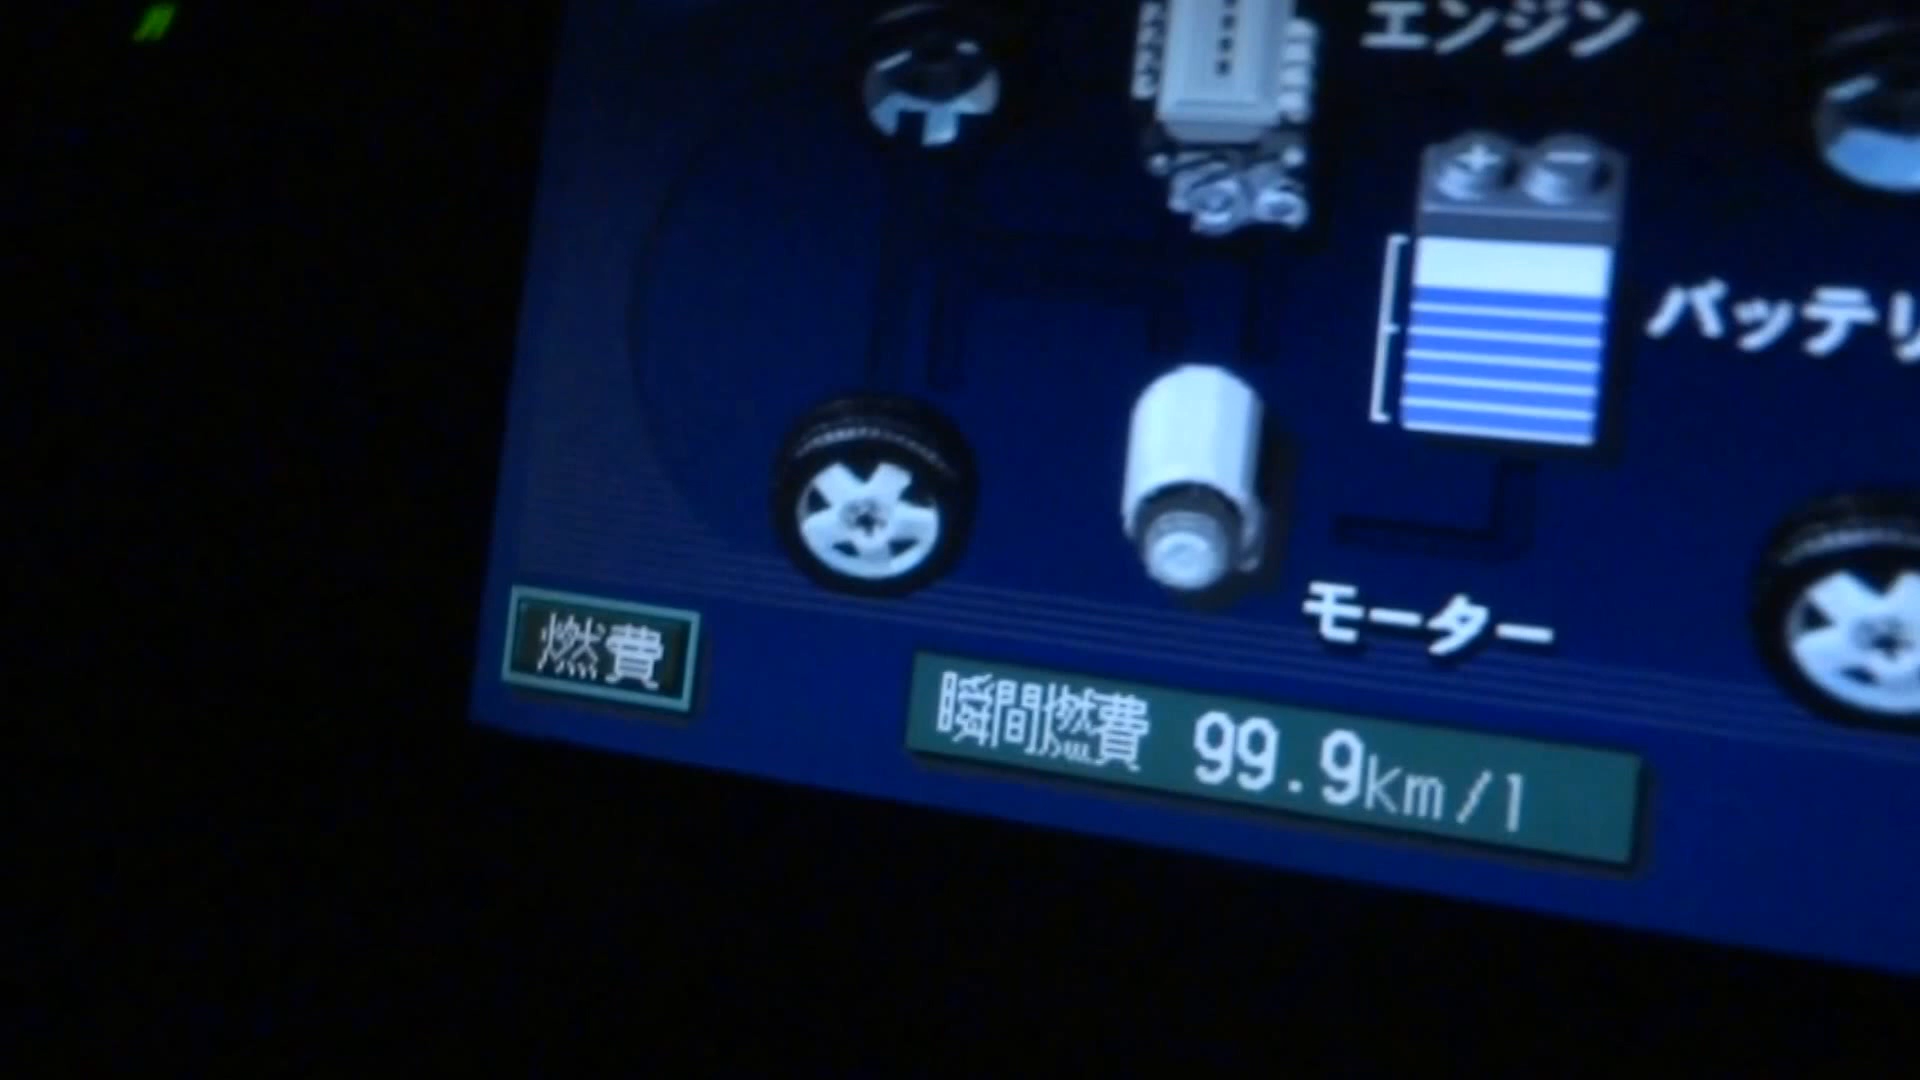 エンジン
バッテリ
モーター
燃費
瞬間燃費 99.9km/l